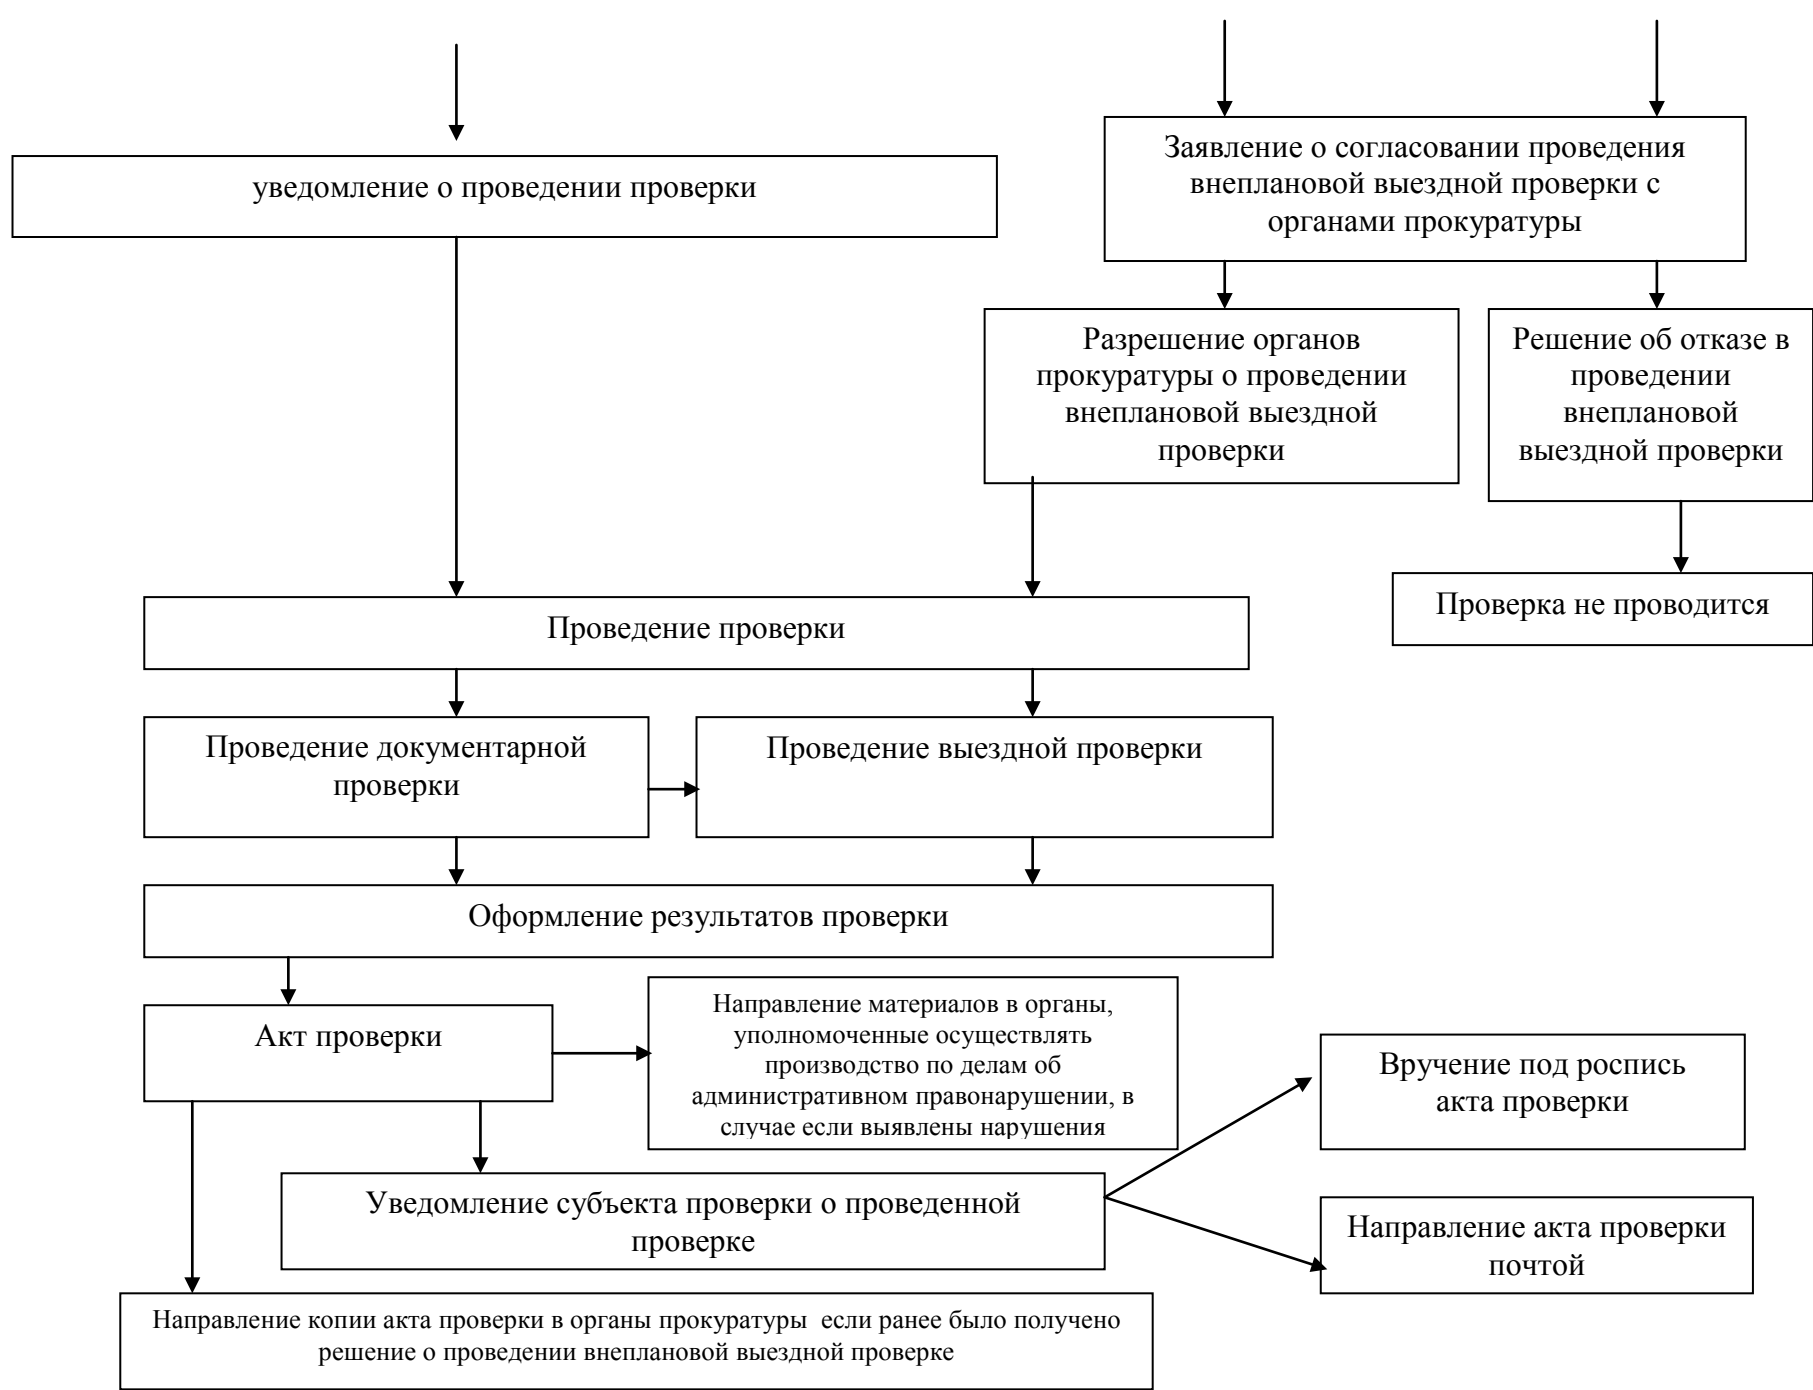 уведомление о проведении проверки
Заявление о согласовании проведения
внеплановой выездной проверки с
органами прокуратуры
Разрешение органов
прокуратуры о проведении
внеплановой выездной
проверки
Решение об отказе в
проведении
внеплановой
выездной проверки
Проверка не проводится
Проведение проверки
Проведение документарной
проверки
Проведение выездной проверки
Оформление результатов проверки
Акт проверки
Направление материалов в органы,
уполномоченные осуществлять
производство по делам об
административном правонарушении, в
случае если выявлены нарушения
Вручение под роспись
акта проверки
Уведомление субъекта проверки о проведенной
проверке
Направление акта проверки
почтой
Направление копии акта проверки в органы прокуратуры  если ранее было получено
решение о проведении внеплановой выездной проверке